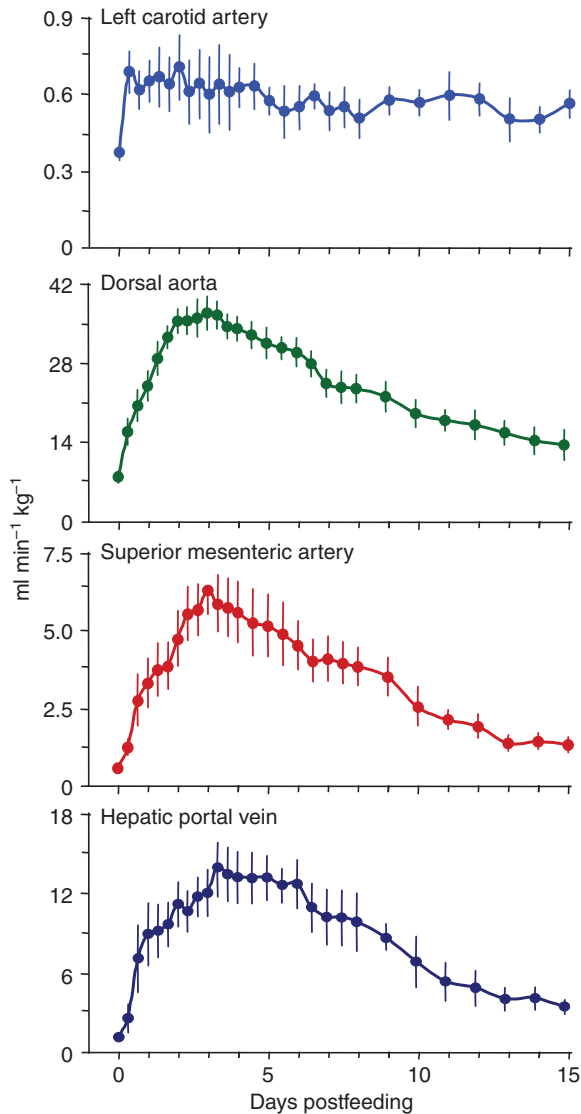 Left carotid artery
0.9
0.6
0.3
0
Dorsal aorta
42
28
14
0
ml min⁻¹ kg⁻¹
Superior mesenteric artery
7.5
5.0
2.5
0
Hepatic portal vein
18
12
6
0
0 5 10 15
Days postfeeding